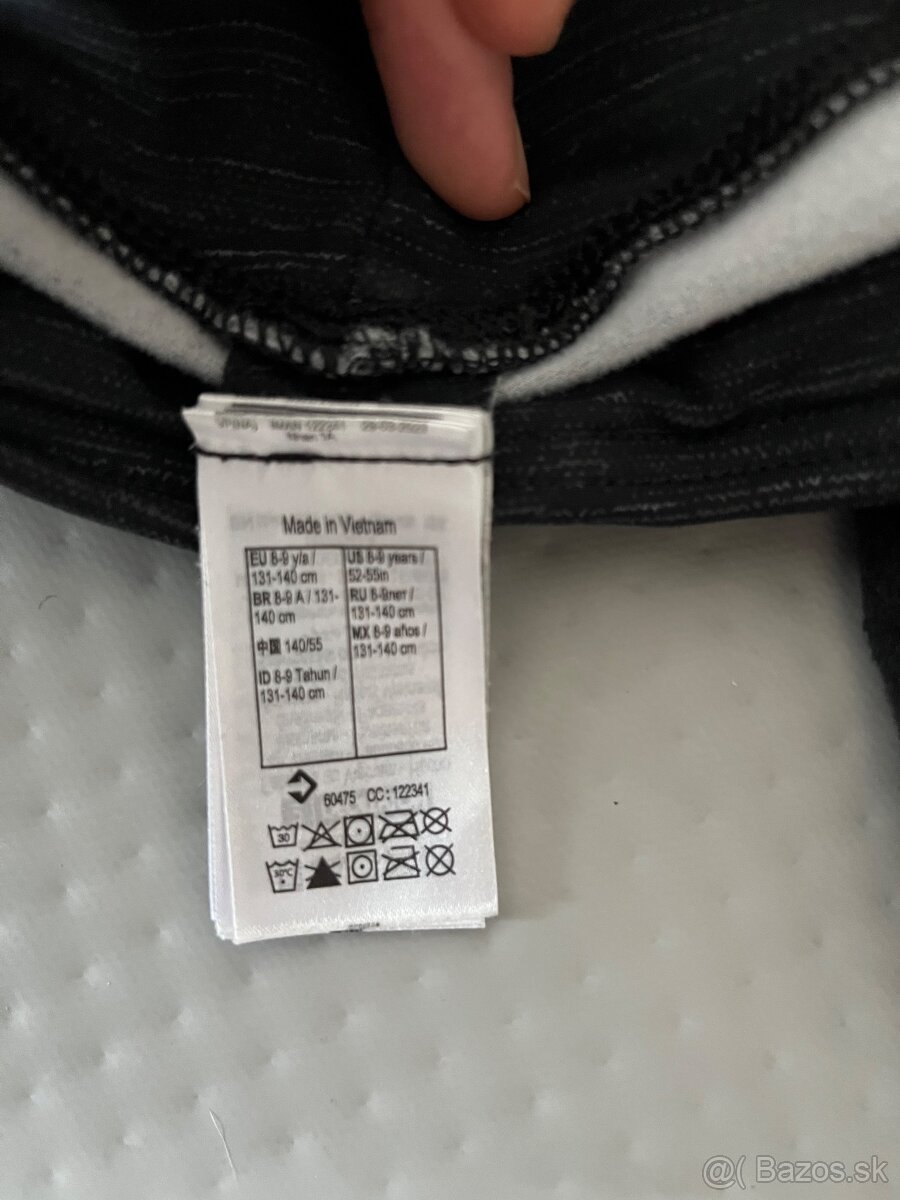 122341
Made in Vietnam
EU 8-9 y/a /
131-140 cm
BR 8-9 A / 131-
140 cm
中国 140/55
ID 8-9 Tahun /
131-140 cm
US 8-9 years /
52-55in
RU 8-9лет /
131-140 cm
MX 8-9 años /
131-140 cm
60475 CC : 122341
30
30°C
@( Bazos.sk